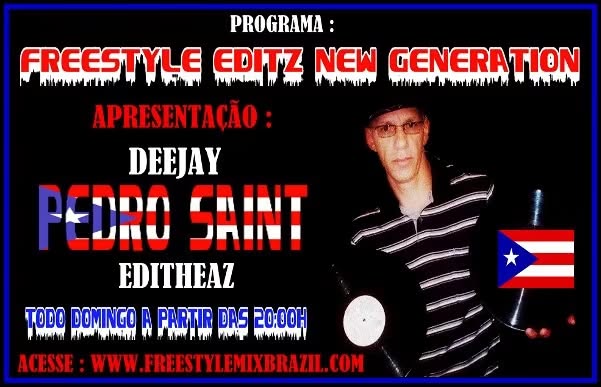 PROGRAMA :
FREESTYLE EDITZ NEW GENERATION
APRESENTAÇÃO :
DEEJAY
PEDRO SAINT
EDITHEAZ
TODO DOMINGO A PARTIR DAS 20:00H
ACESSE : WWW.FREESTYLEMIXBRAZIL.COM